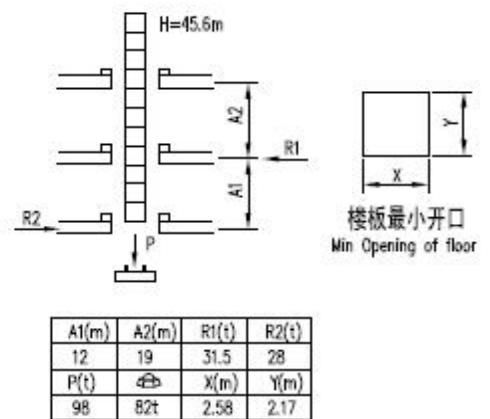 H=45.6m
A2
R1
A1
R2
P
Y
X
楼板最小开口
Min Opening of floor
A1(m) A2(m) R1(t) R2(t)
12 19 31.5 28
P(t) X(m) Y(m)
98 82t 2.58 2.17